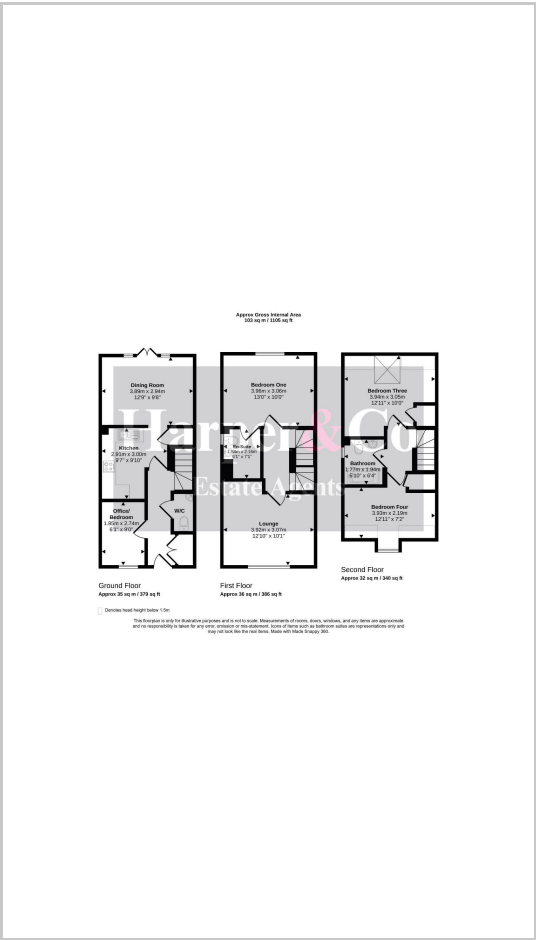 Approx Gross Internal Area
103 sq m / 1105 sq ft
Dining Room
3.89m x 2.94m
12'9" x 9'8"
Kitchen
2.91m x 3.00m
9'7" x 9'10"
Office/
Bedroom
1.85m x 2.74m
6'1" x 9'0"
W/C
Ground Floor
Approx 35 sq m / 379 sq ft
Denotes head height below 1.5m
Bedroom One
3.96m x 3.06m
13'0" x 10'0"
En-Suite
Lounge
3.92m x 3.07m
12'10" x 10'1"
First Floor
Approx 36 sq m / 386 sq ft
Bedroom Three
3.94m x 3.05m
12'11" x 10'0"
Bathroom
1.77m x 1.94m
5'10" x 6'4"
Bedroom Four
3.93m x 2.19m
12'11" x 7'2"
Second Floor
Approx 32 sq m / 340 sq ft
Harper&Co
Estate Agents
This floorplan is only for illustrative purposes and is not to scale. Measurements of rooms, doors, windows, and any items are approximate
and no responsibility is taken for any error, omission or mis-statement. Icons of items such as bathroom suites are representations only and
may not look like the real items. Made with Made Snappy 360.